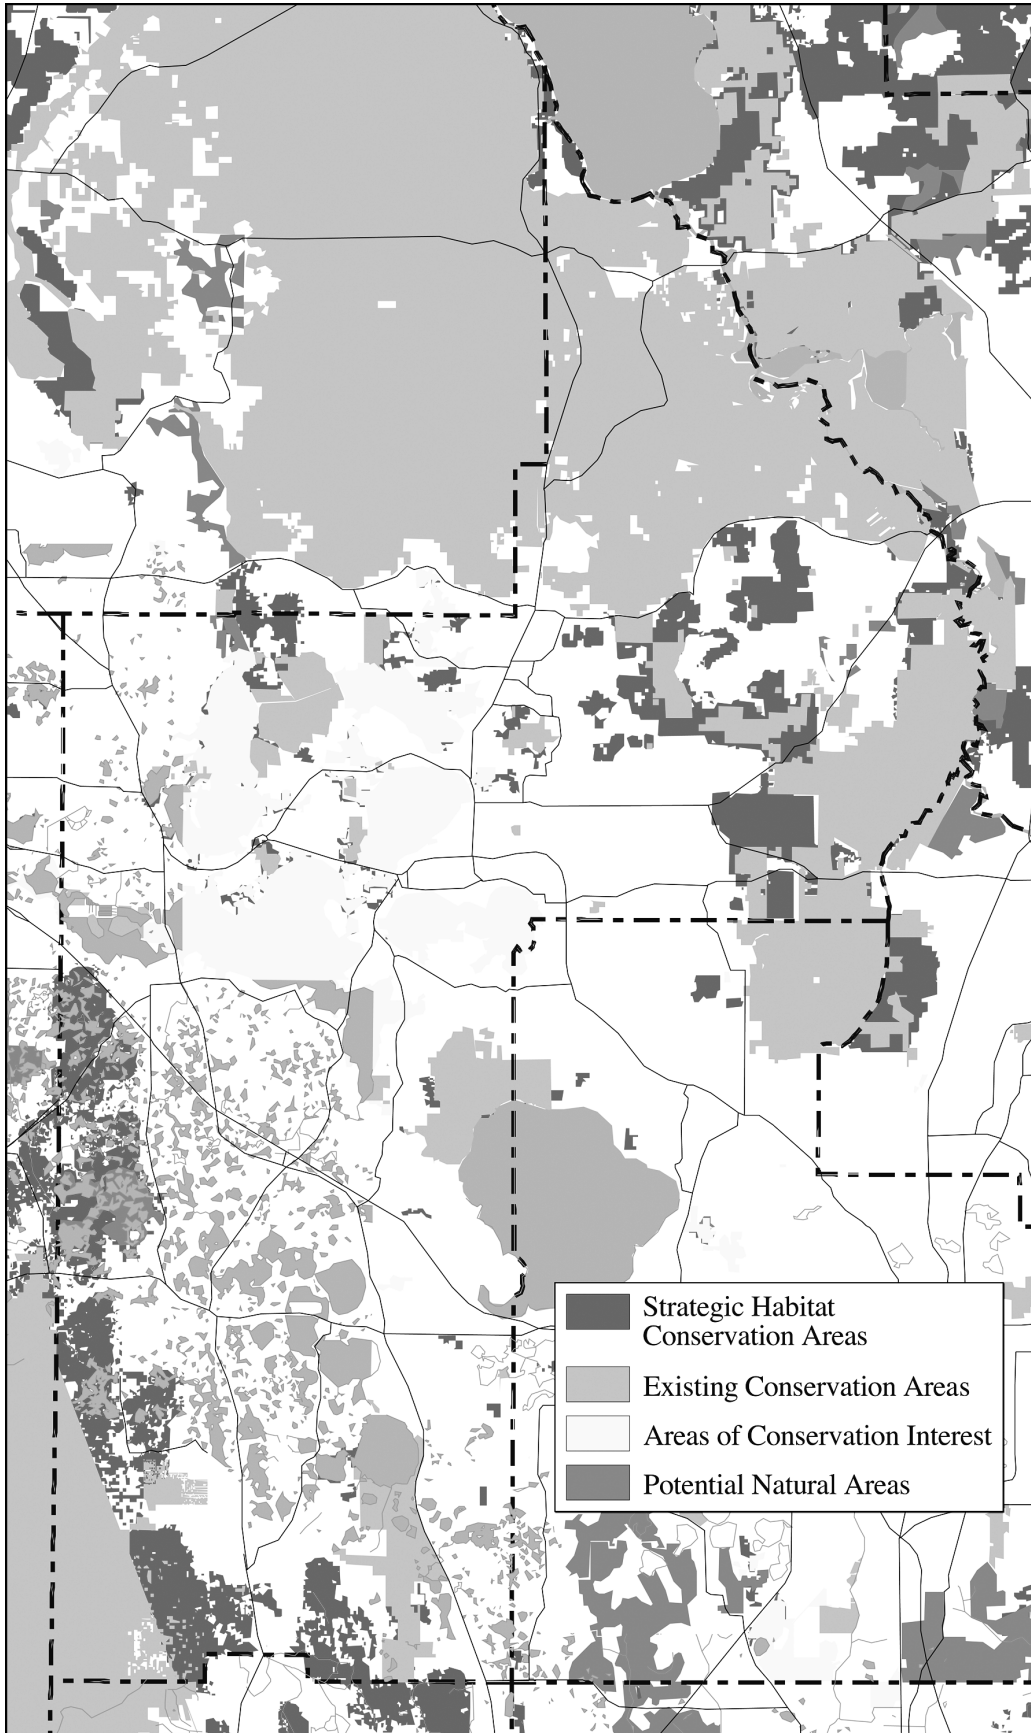 Strategic Habitat
Conservation Areas
Existing Conservation Areas
Areas of Conservation Interest
Potential Natural Areas